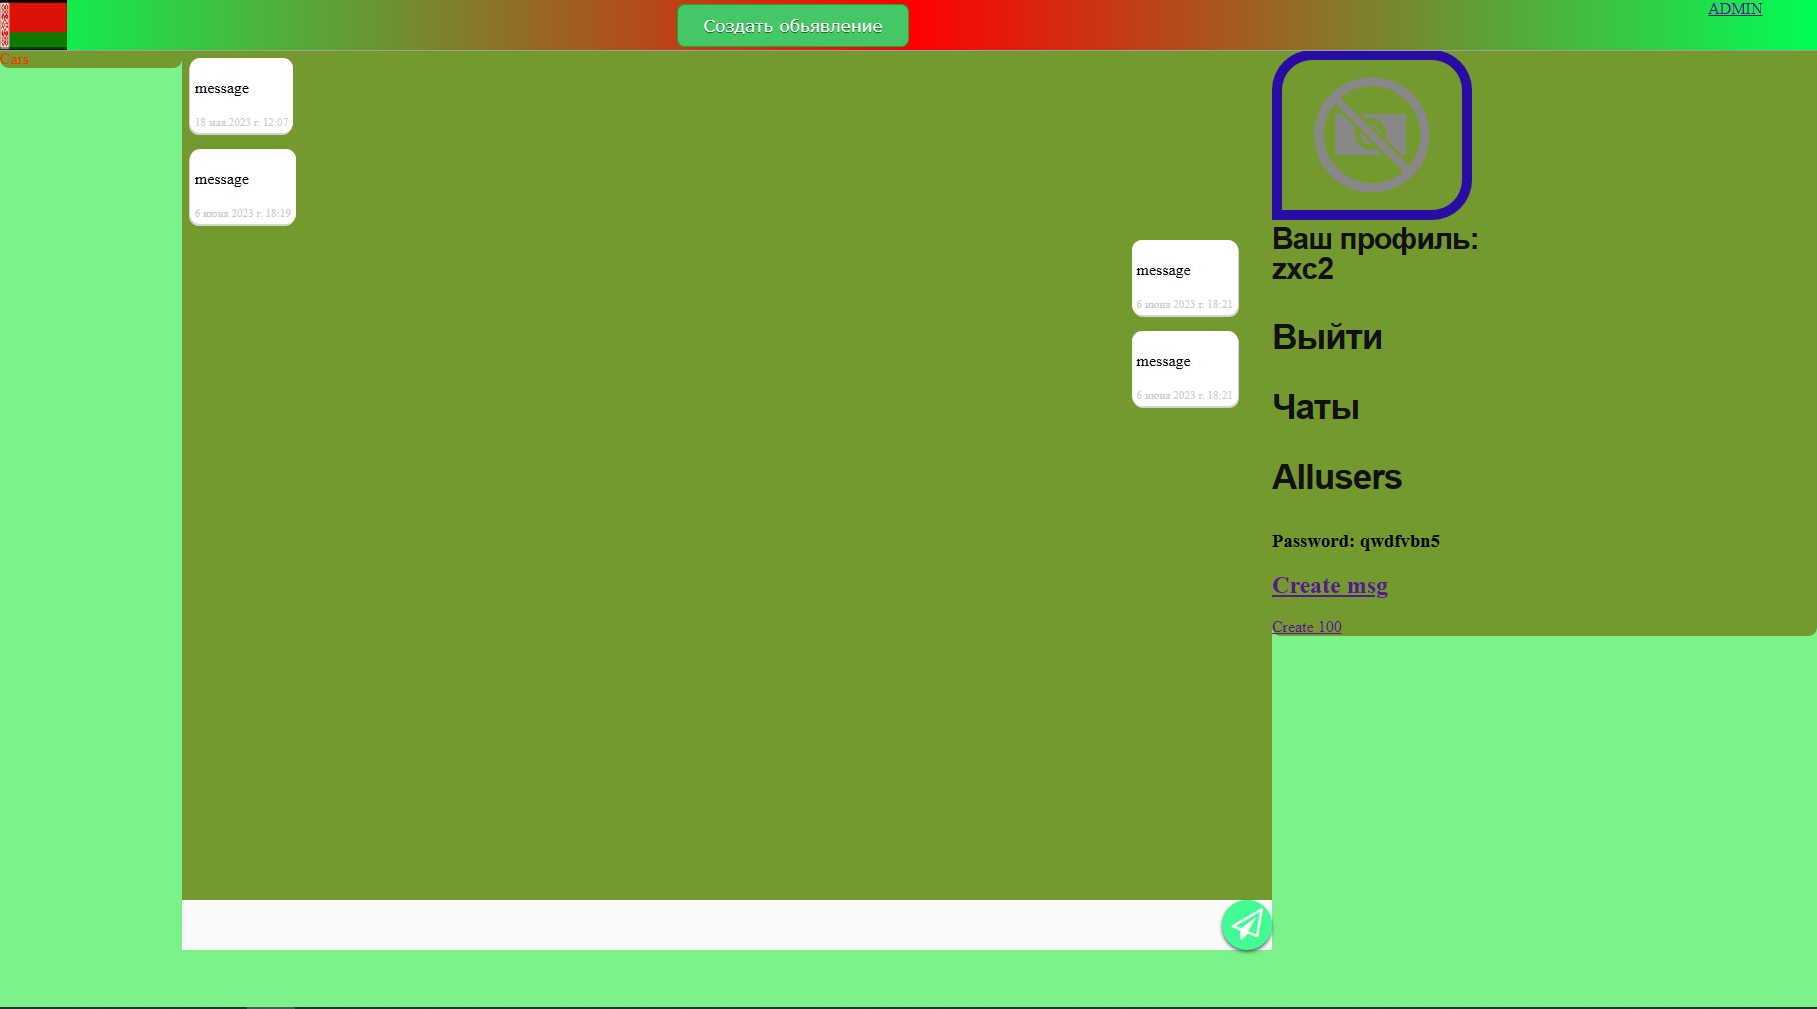 Создать обьявление
ADMIN
Cars
message
18 мая 2023 г. 12:07
message
6 июня 2023 г. 18:19
message
6 июня 2023 г. 18:21
message
6 июня 2023 г. 18:21
Ваш профиль:
zxc2
Выйти
Чаты
Allusers
Password: qwdfvbn5
Create msg
Create 100